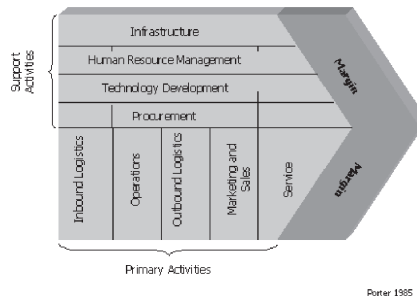 Infrastructure
Human Resource Management
Technology Development
Procurement
Support
Activities
Inbound Logistics
Operations
Outbound Logistics
Marketing and
Sales
Service
Margin
Margin
Primary Activities
Porter 1985